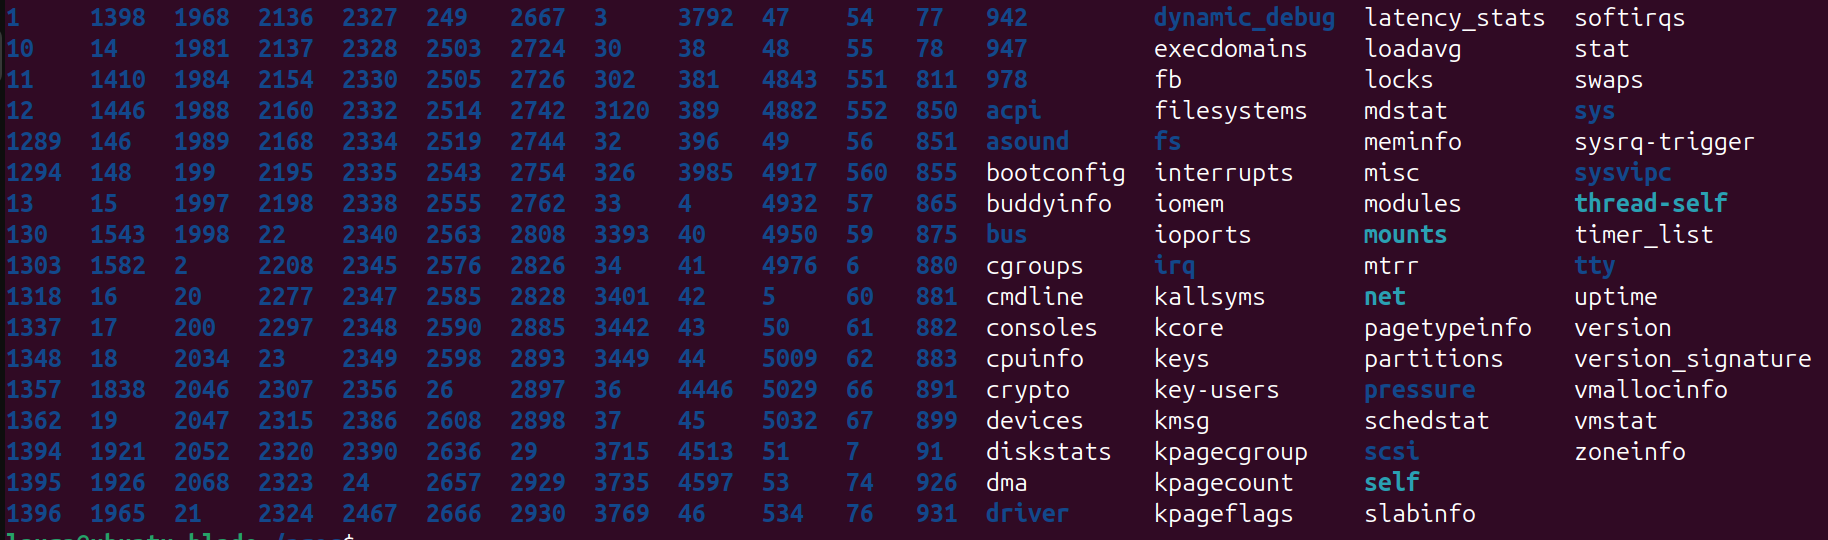 1 1398 1968 2136 2327 249 2667 3 3792 47 54 77 942 dynamic_debug latency_stats softirqs
10 14 1981 2137 2328 2503 2724 30 38 48 55 78 947 execdomains loadavg stat
11 1410 1984 2154 2330 2505 2726 302 381 4843 551 811 978 fb locks swaps
12 1446 1988 2160 2332 2514 2742 3120 389 4882 552 850 acpi filesystems mdstat sys
1289 146 1989 2168 2334 2519 2744 32 396 49 56 851 asound fs meminfo sysrq-trigger
1294 148 199 2195 2335 2543 2754 326 3985 4917 560 855 bootconfig interrupts misc sysvipc
13 15 1997 2198 2338 2555 2762 33 4 4932 57 865 buddyinfo iomem modules thread-self
130 1543 1998 22 2340 2563 2808 3393 40 4950 59 875 bus ioports mounts timer_list
1303 1582 2 2208 2345 2576 2826 34 41 4976 6 880 cgroups irq mtrr tty
1318 16 20 2277 2347 2585 2828 3401 42 5 60 881 cmdline kallsyms net uptime
1337 17 200 2297 2348 2590 2885 3442 43 50 61 882 consoles kcore pagetypeinfo version
1348 18 2034 23 2349 2598 2893 3449 44 5009 62 883 cpuinfo keys partitions version_signature
1357 1838 2046 2307 2356 26 2897 36 4446 5029 66 891 crypto key-users pressure vmallocinfo
1362 19 2047 2315 2386 2608 2898 37 45 5032 67 899 devices kmsg schedstat vmstat
1394 1921 2052 2320 2390 2636 29 3715 4513 51 7 91 diskstats kpagecgroup scsi zoneinfo
1395 1926 2068 2323 24 2657 2929 3735 4597 53 74 926 dma kpagecount self
1396 1965 21 2324 2467 2666 2930 3769 46 534 76 931 driver kpageflags slabinfo